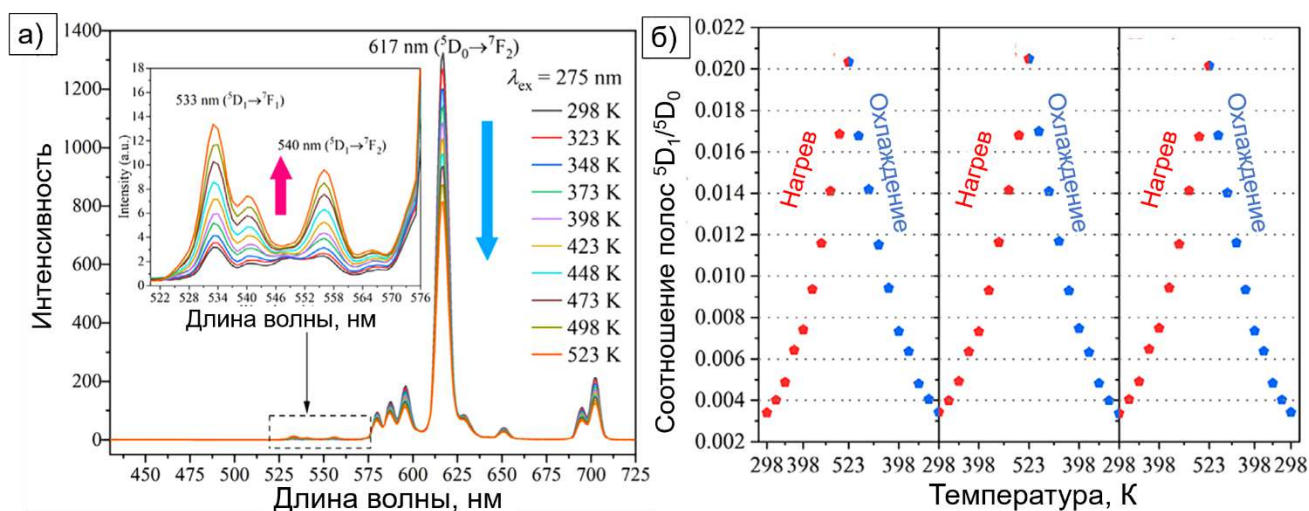 а)
617 nm (⁵D₀→⁷F₂)
λₑₓ = 275 nm
298 K
323 K
348 K
373 K
398 K
423 K
448 K
473 K
498 K
523 K
Интенсивность
1400
1200
1000
800
600
400
200
0
450 475 500 525 550 575 600 625 650 675 700 725
Длина волны, нм
533 nm (⁵D₁→⁷F₁)
540 nm (⁵D₁→⁷F₂)
Intensity (a.u.)
18
16
14
12
10
8
6
4
2
0
522 528 534 540 546 552 558 564 570 576
Длина волны, нм
б)
Соотношение полос ⁵D₁/⁵D₀
0.022
0.020
0.018
0.016
0.014
0.012
0.010
0.008
0.006
0.004
0.002
Нагрев
Охлаждение
Нагрев
Охлаждение
Нагрев
Охлаждение
298 398 523 398 298 398 523 398 298 398 523 398 298
Температура, К